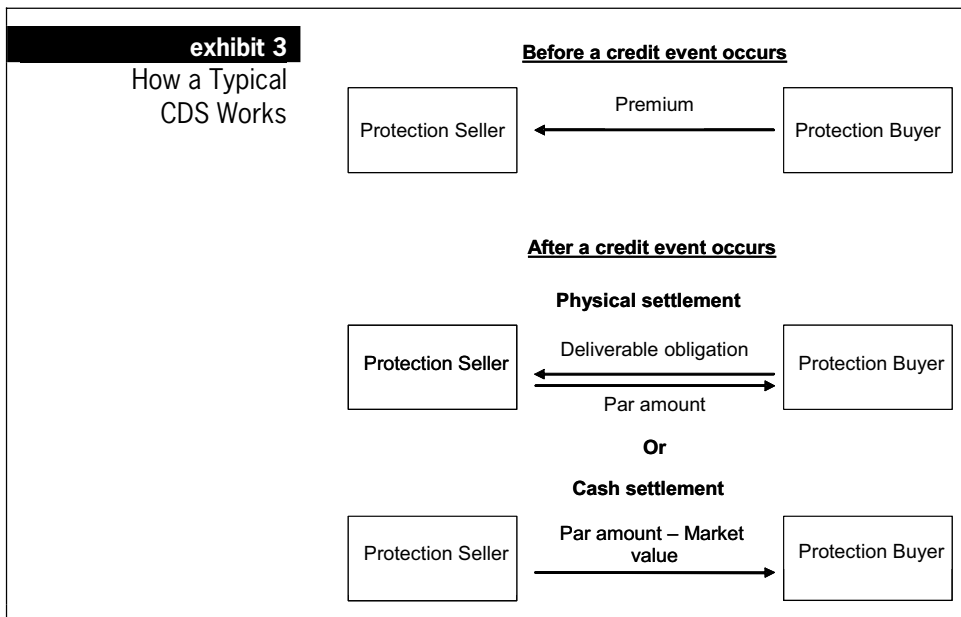 exhibit 3
How a Typical
CDS Works
Before a credit event occurs
Protection Seller
Premium
Protection Buyer
After a credit event occurs
Physical settlement
Protection Seller
Deliverable obligation
Par amount
Protection Buyer
Or
Cash settlement
Protection Seller
Par amount – Market
value
Protection Buyer